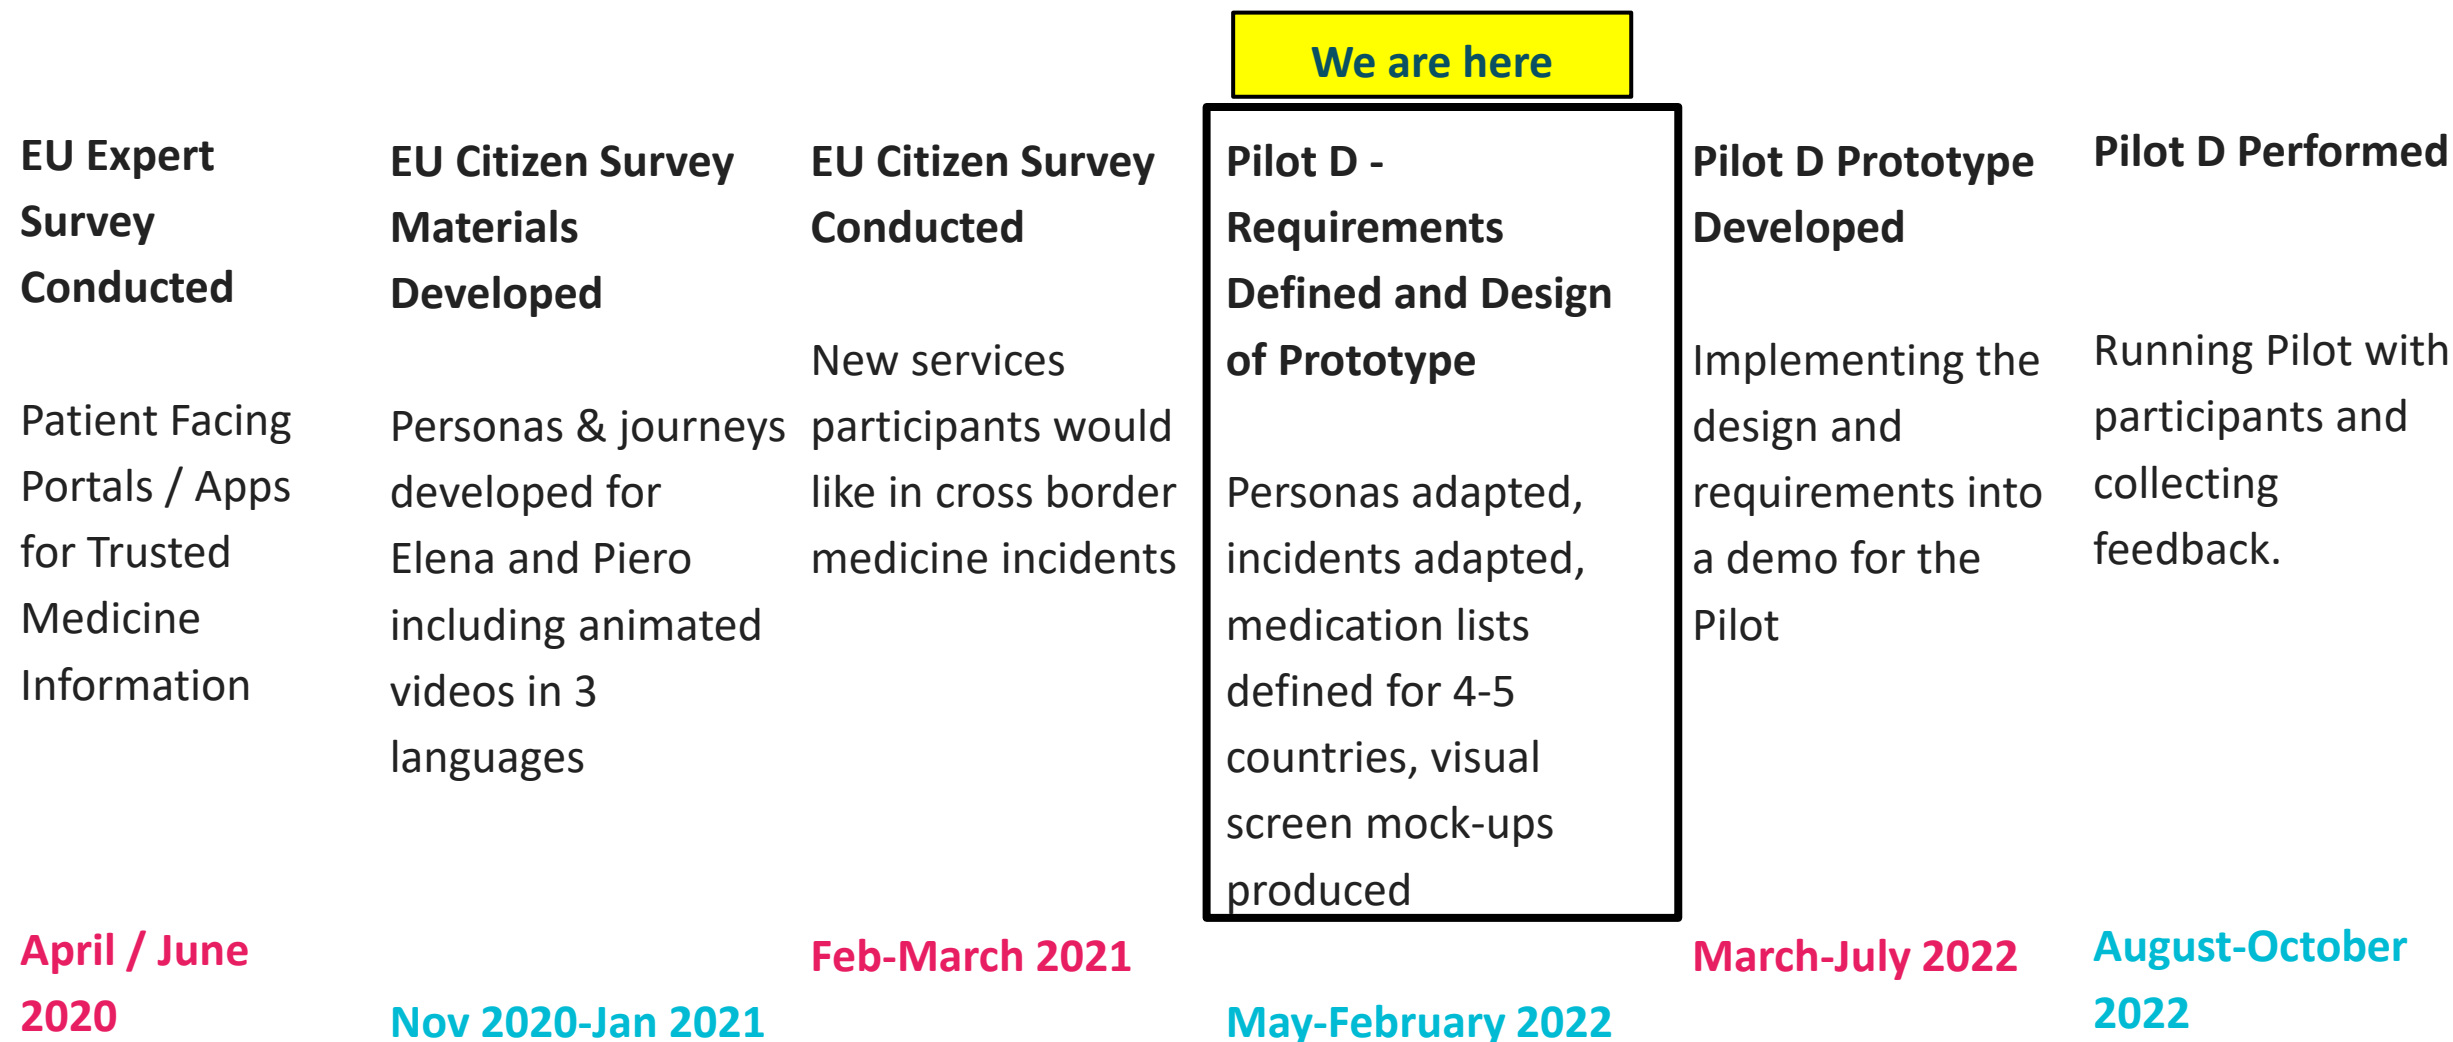 We are here
EU Expert
Survey
Conducted
Patient Facing
Portals / Apps
for Trusted
Medicine
Information
April / June
2020
EU Citizen Survey
Materials
Developed
Personas & journeys
developed for
Elena and Piero
including animated
videos in 3
languages
Nov 2020-Jan 2021
EU Citizen Survey
Conducted
New services
participants would
like in cross border
medicine incidents
Feb-March 2021
Pilot D -
Requirements
Defined and Design
of Prototype
Personas adapted,
incidents adapted,
medication lists
defined for 4-5
countries, visual
screen mock-ups
produced
May-February 2022
Pilot D Prototype
Developed
Implementing the
design and
requirements into
a demo for the
Pilot
March-July 2022
Pilot D Performed
Running Pilot with
participants and
collecting
feedback.
August-October
2022